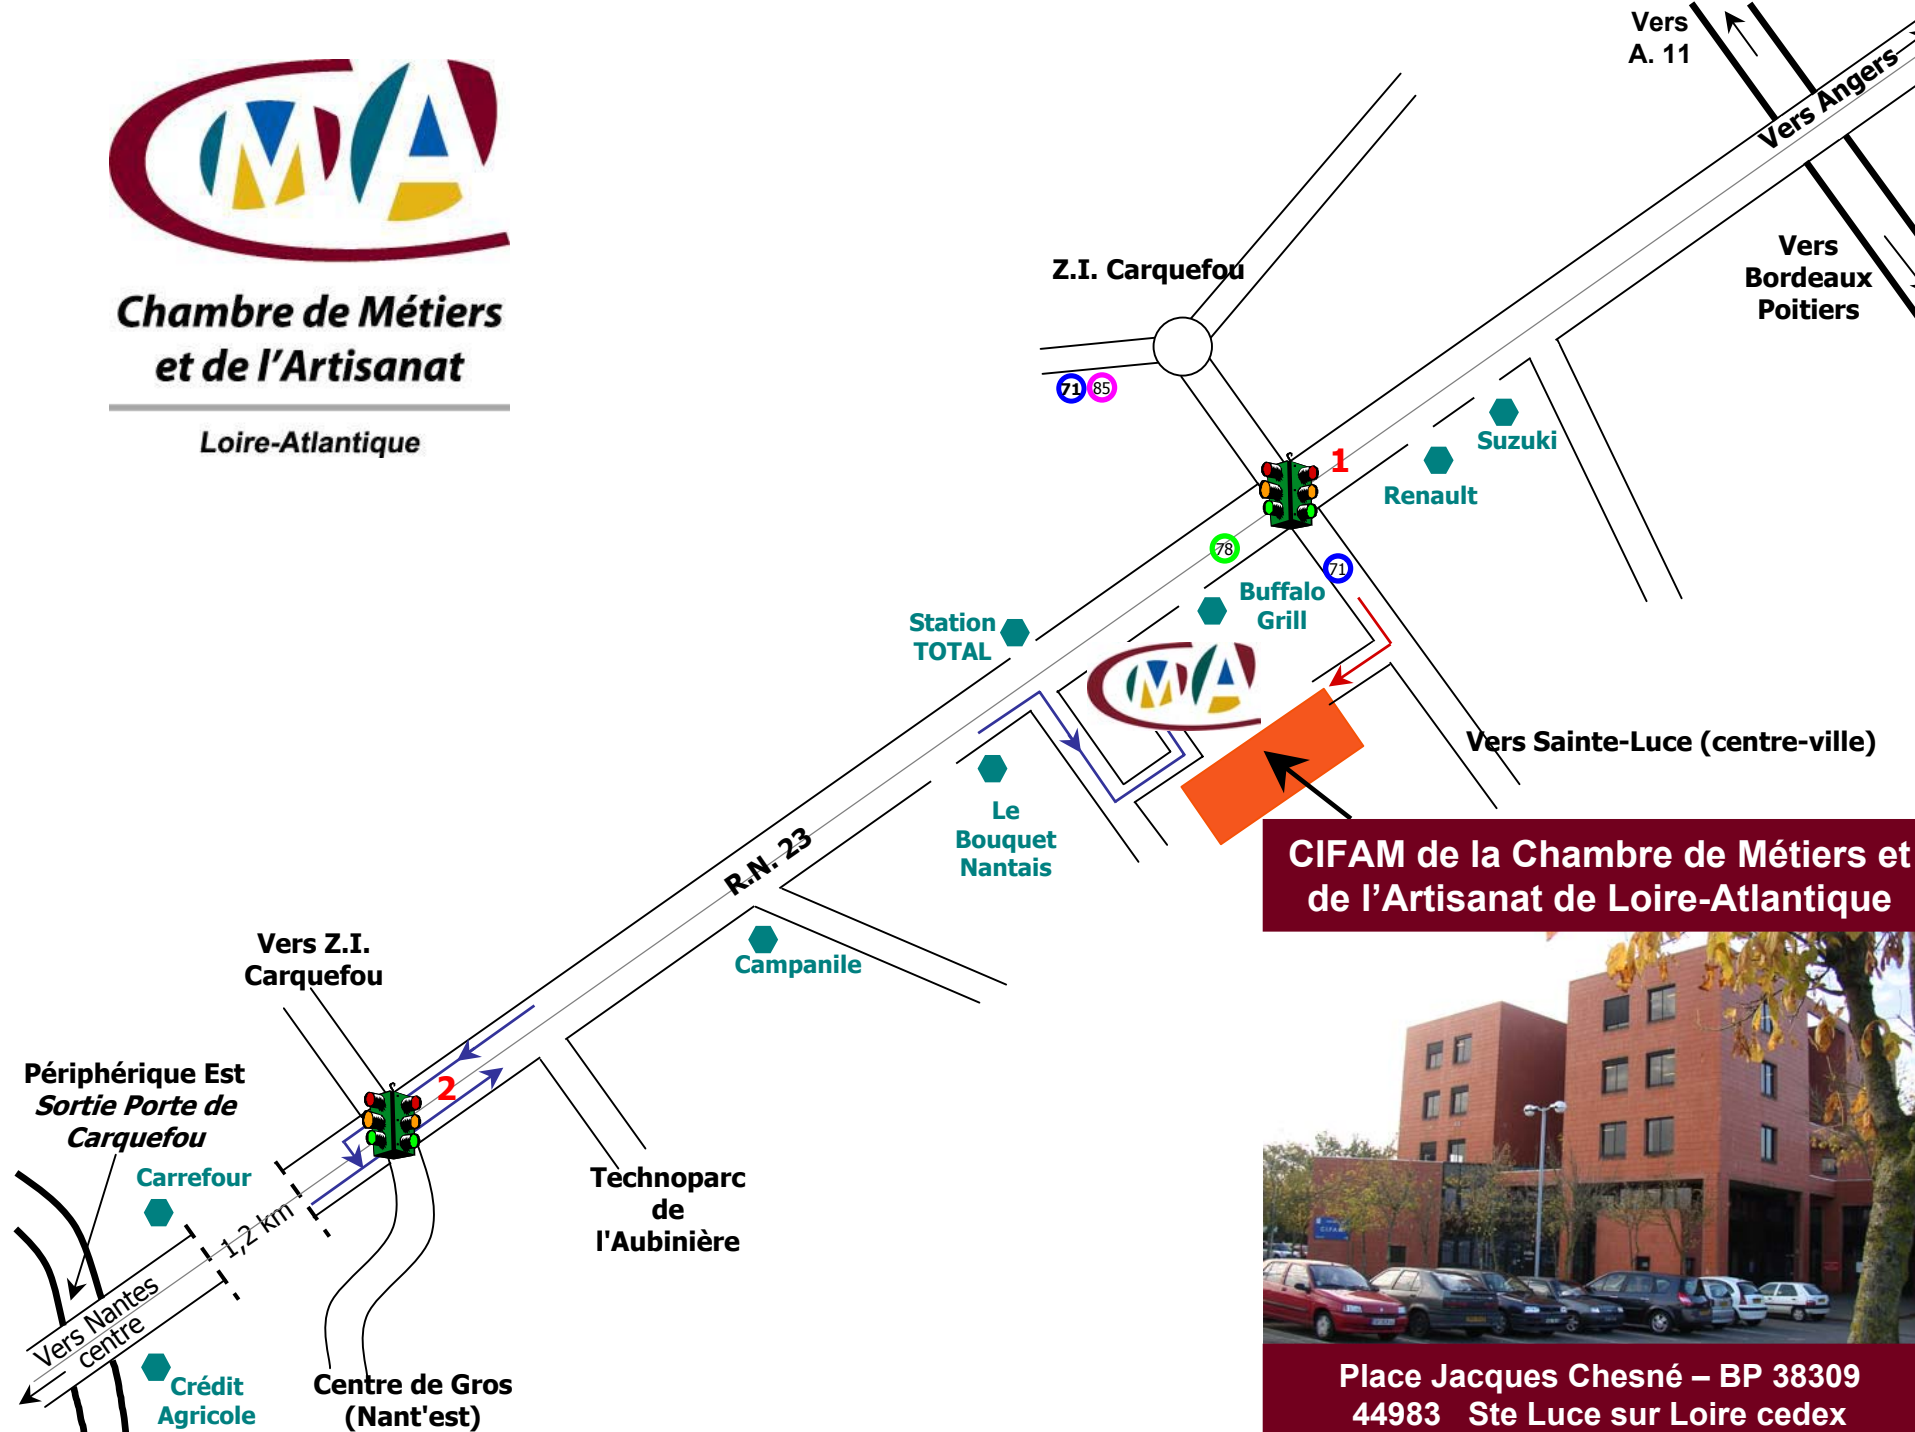 CMA
Chambre de Métiers
et de l'Artisanat
Loire-Atlantique
Vers
A. 11
Vers Angers
Vers
Bordeaux
Poitiers
Z.I. Carquefou
71
85
1
Suzuki
Renault
78
71
Buffalo
Grill
Station
TOTAL
CMA
Vers Sainte-Luce (centre-ville)
Le
Bouquet
Nantais
R.N. 23
CIFAM de la Chambre de Métiers et
de l'Artisanat de Loire-Atlantique
Campanile
Vers Z.I.
Carquefou
2
Périphérique Est
Sortie Porte de
Carquefou
Carrefour
1,2 km
Technoparc
de
l'Aubinière
Vers Nantes
centre
Crédit
Agricole
Centre de Gros
(Nant'est)
CIFAM
Place Jacques Chesné – BP 38309
44983 Ste Luce sur Loire cedex